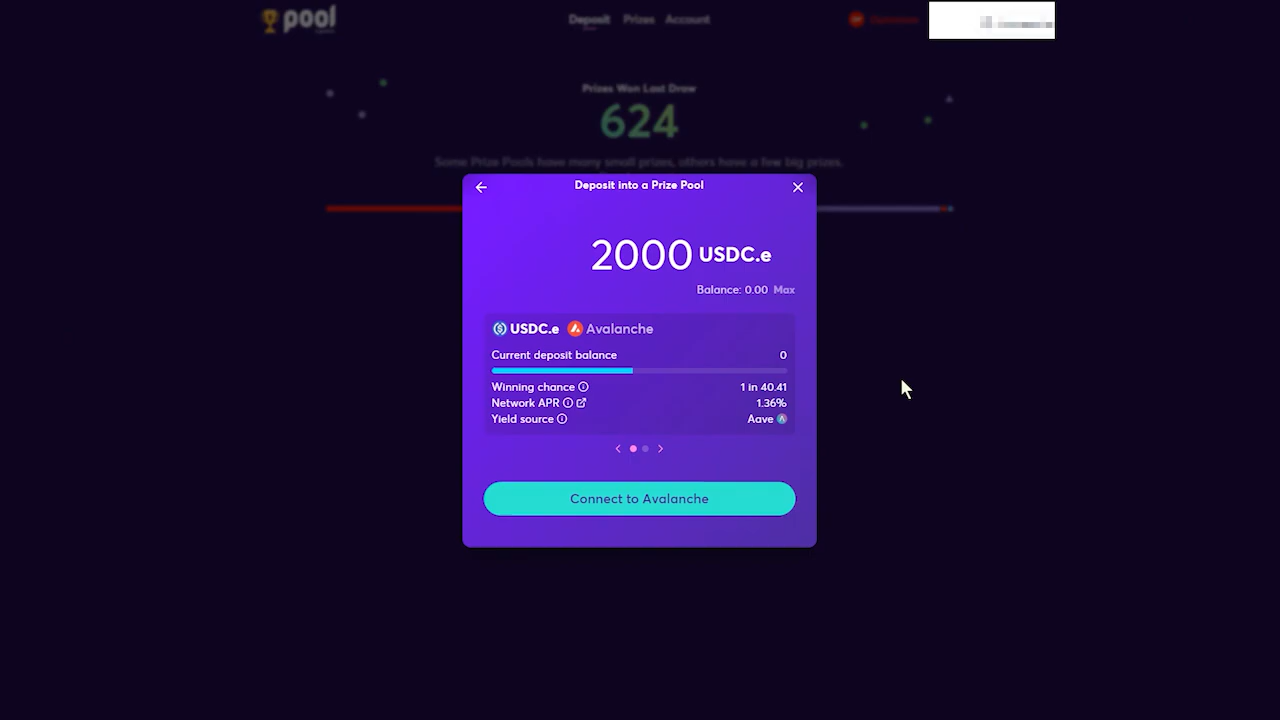 pool
Deposit Prizes Account
Prizes Won Last Draw
624
Some Prize Pools have many small prizes, others have a few big prizes.
Deposit into a Prize Pool
2000 USDC.e
Balance: 0.00 Max
USDC.e Avalanche
Current deposit balance 0
Winning chance 1 in 40.41
Network APR 1.36%
Yield source Aave
Connect to Avalanche